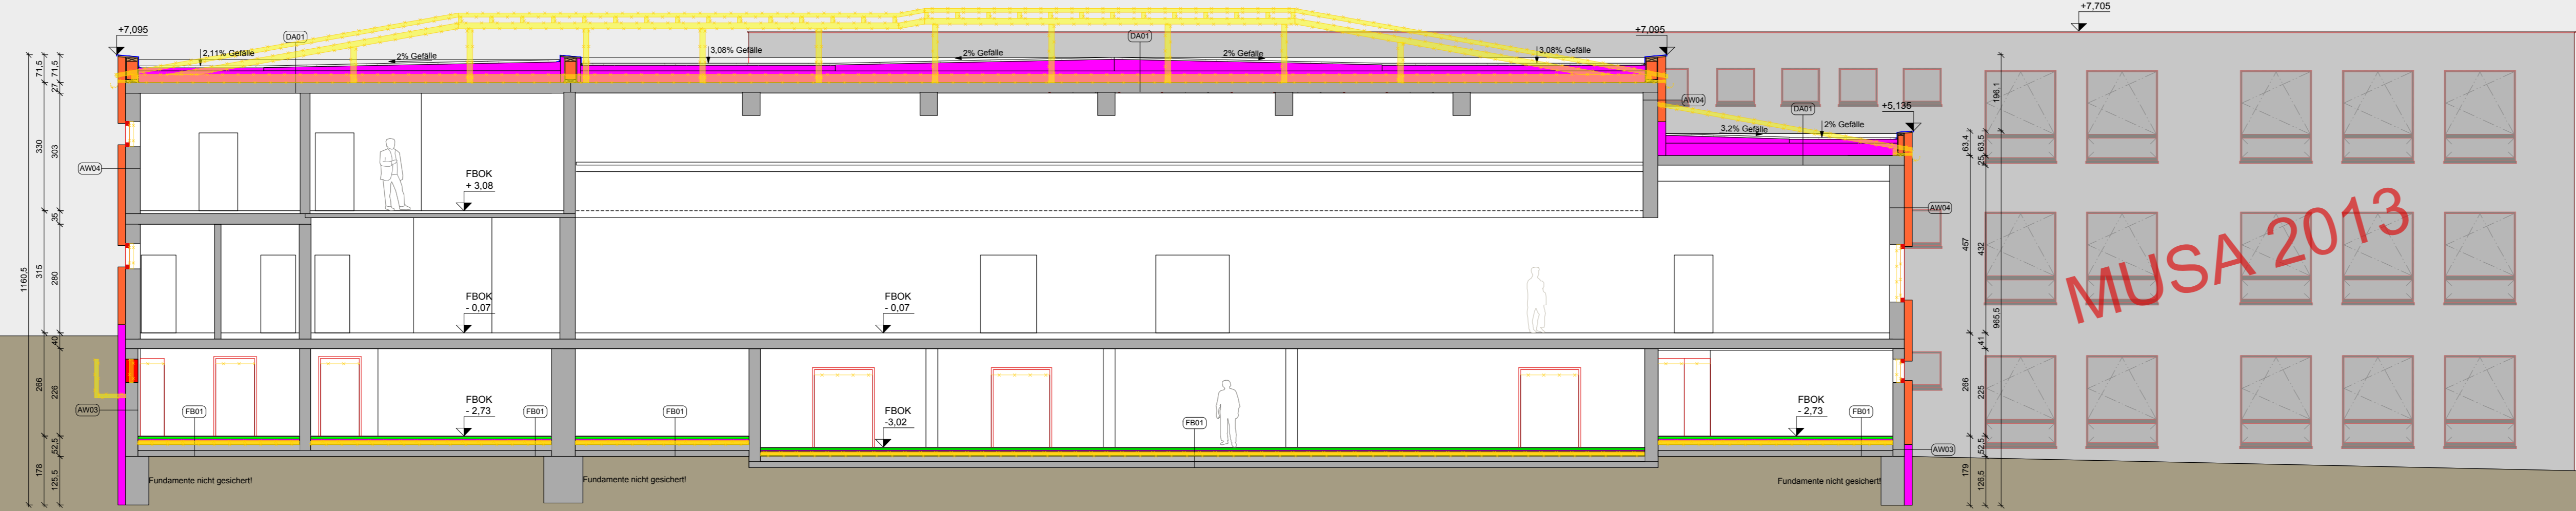 +7,705
+7,095
+7,095
DA01
DA01
2,11% Gefälle
2% Gefälle
3,08% Gefälle
2% Gefälle
2% Gefälle
3,08% Gefälle
+5,135
DA01
3,2% Gefälle
2% Gefälle
AW04
AW04
AW04
FBOK
+ 3,08
MUSA 2013
FBOK
- 0,07
FBOK
- 0,07
FBOK
- 2,73
FBOK
-3,02
FBOK
- 2,73
AW03
FB01
FB01
FB01
FB01
FB01
AW03
Fundamente nicht gesichert!
Fundamente nicht gesichert!
Fundamente nicht gesichert!
1160,5
71,5
330
315
266
178
71,5
27
303
35
280
40
226
52,5
125,5
63,4
457
266
179
63,5
25
432
41
225
52,5
126,5
196,1
965,5